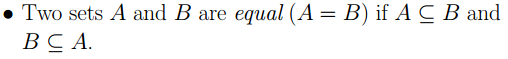 • Two sets A and B are equal (A = B) if A ⊆ B and
B ⊆ A.